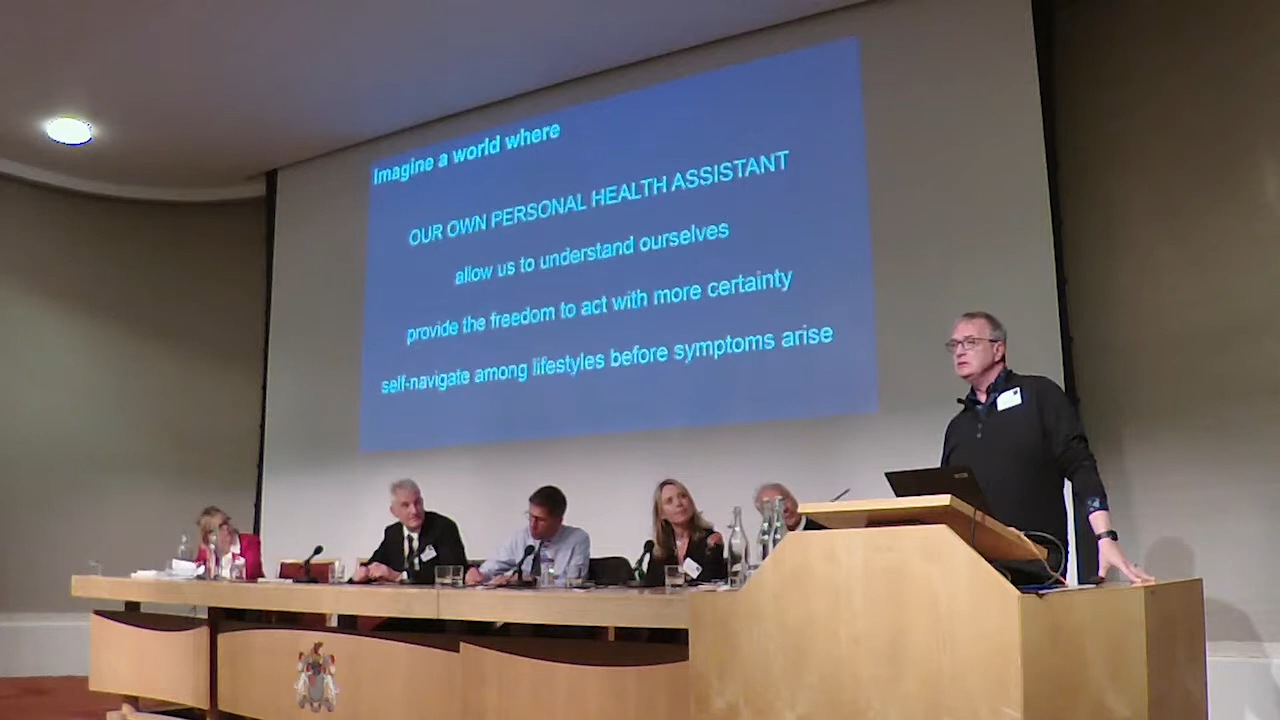 Imagine a world where
OUR OWN PERSONAL HEALTH ASSISTANT
allow us to understand ourselves
provide the freedom to act with more certainty
self-navigate among lifestyles before symptoms arise